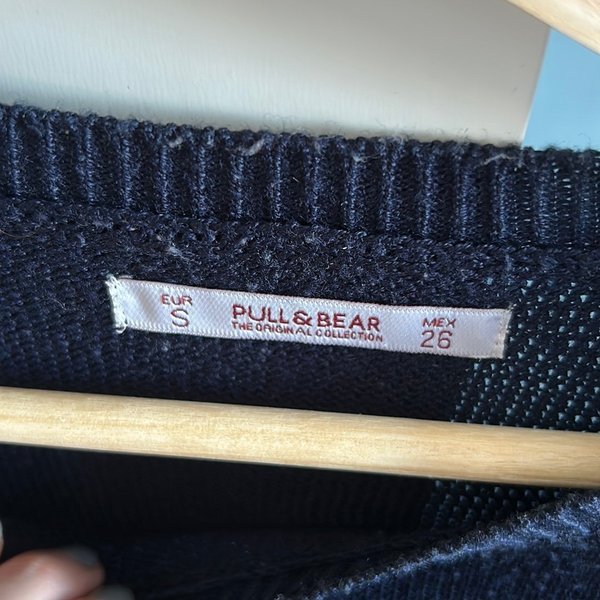 EUR
S
PULL&BEAR
THE ORIGINAL COLLECTION
MEX
26